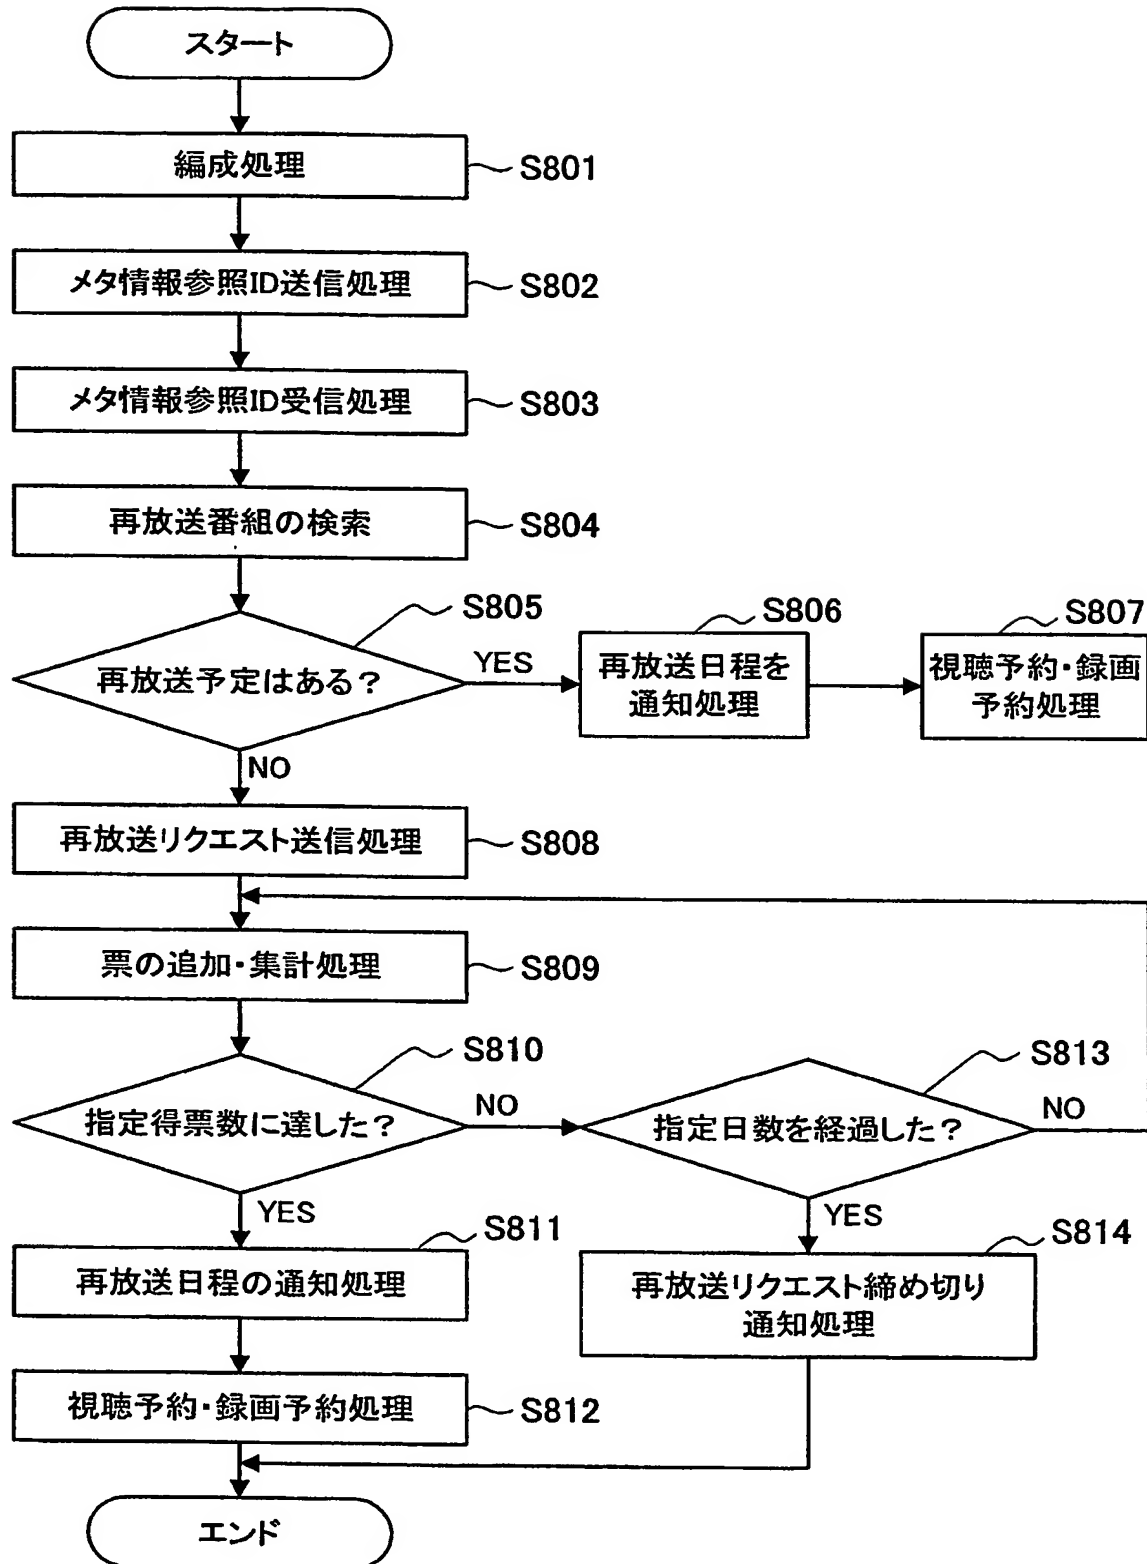 スタート
編成処理
S801
メタ情報参照ID送信処理
S802
メタ情報参照ID受信処理
S803
再放送番組の検索
S804
S805
再放送予定はある?
YES
NO
S806
再放送日程を
通知処理
S807
視聴予約・録画
予約処理
再放送リクエスト送信処理
S808
票の追加・集計処理
S809
S810
指定得票数に達した?
NO
YES
S813
指定日数を経過した?
NO
YES
S811
再放送日程の通知処理
S814
再放送リクエスト締め切り
通知処理
視聴予約・録画予約処理
S812
エンド